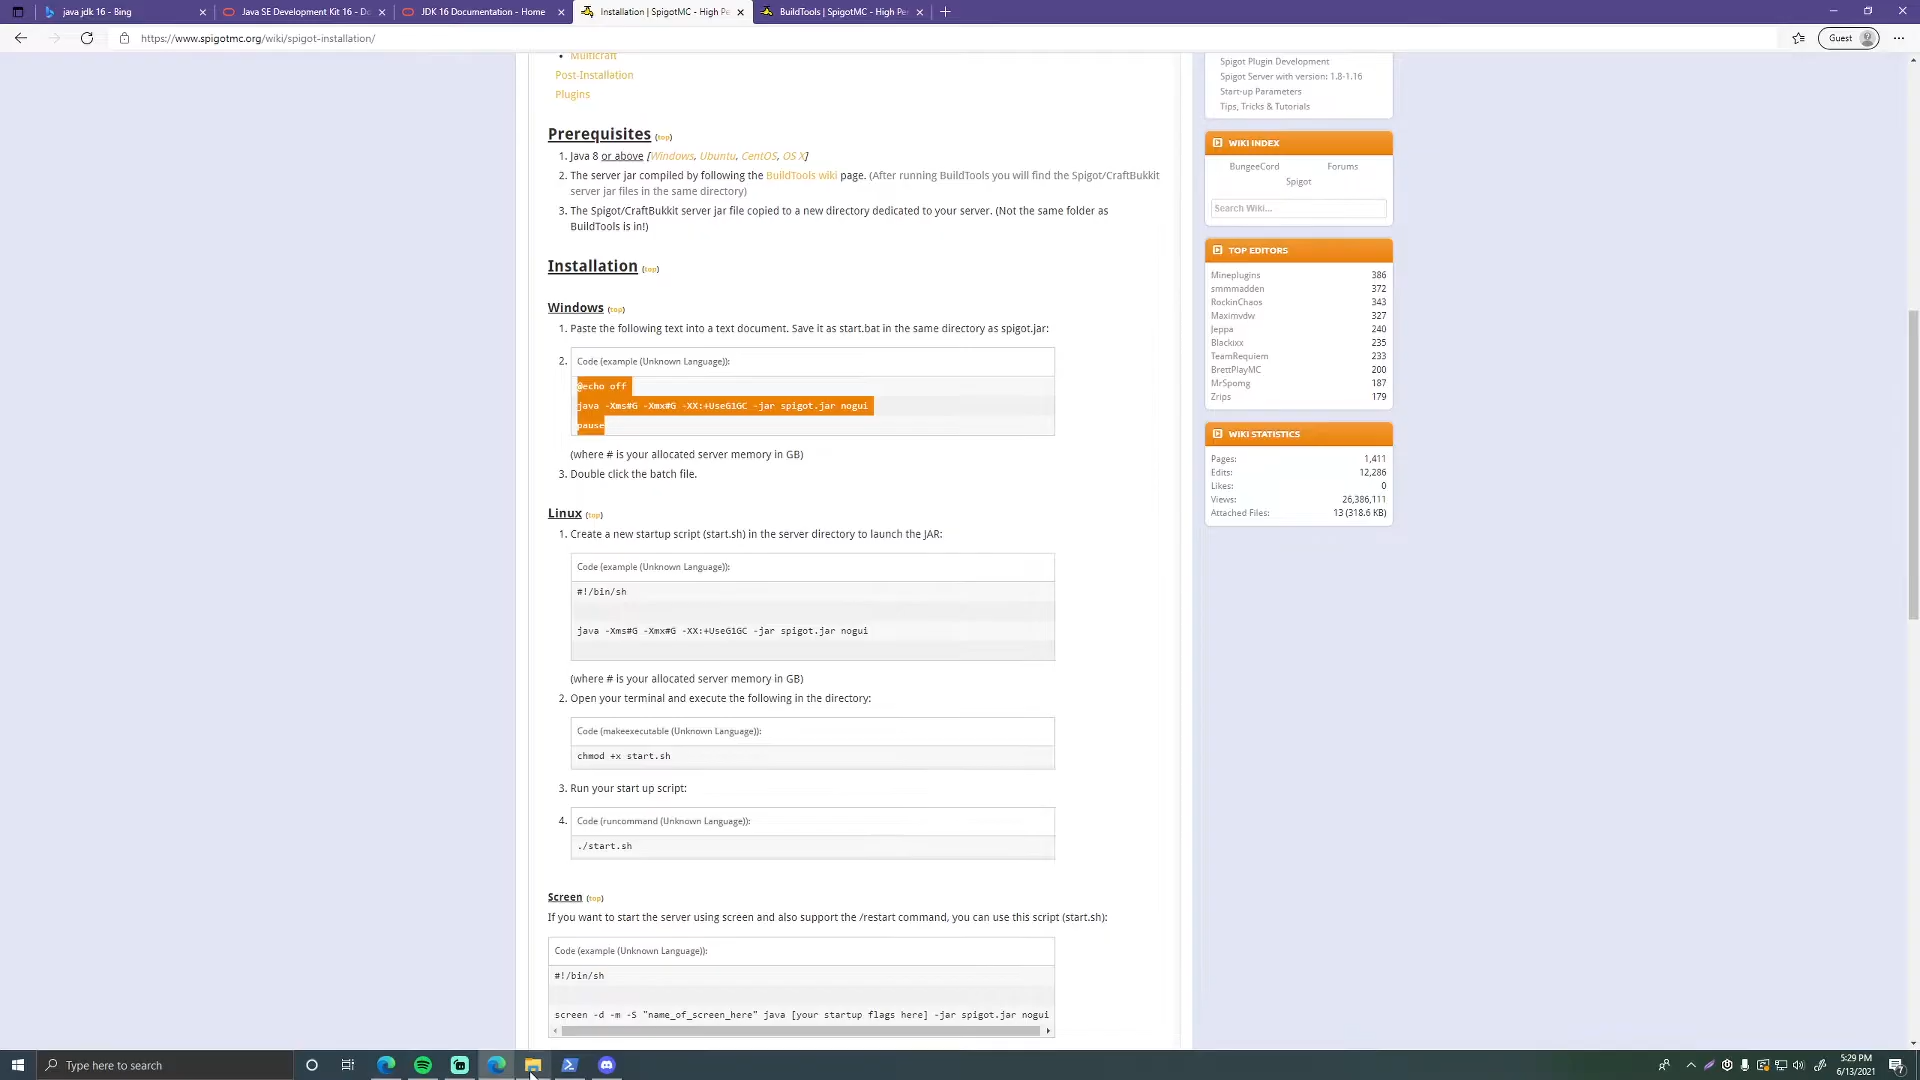 java jdk 16 - Bing
Java SE Development Kit 16 - Do
JDK 16 Documentation - Home
Installation | SpigotMC - High Pe
BuildTools | SpigotMC - High Per
https://www.spigotmc.org/wiki/spigot-installation/
Guest
Multicraft
Post-Installation
Plugins
Prerequisites (top)
1. Java 8 or above [Windows, Ubuntu, CentOS, OS X]
2. The server jar compiled by following the BuildTools wiki page. (After running BuildTools you will find the Spigot/CraftBukkit
server jar files in the same directory)
3. The Spigot/CraftBukkit server jar file copied to a new directory dedicated to your server. (Not the same folder as
BuildTools is in!)
Installation (top)
Windows (top)
1. Paste the following text into a text document. Save it as start.bat in the same directory as spigot.jar:
2. Code (example (Unknown Language)):
@echo off
java -Xms#G -Xmx#G -XX:+UseG1GC -jar spigot.jar nogui
pause
(where # is your allocated server memory in GB)
3. Double click the batch file.
Linux (top)
1. Create a new startup script (start.sh) in the server directory to launch the JAR:
Code (example (Unknown Language)):
#!/bin/sh
java -Xms#G -Xmx#G -XX:+UseG1GC -jar spigot.jar nogui
(where # is your allocated server memory in GB)
2. Open your terminal and execute the following in the directory:
Code (makeexecutable (Unknown Language)):
chmod +x start.sh
3. Run your start up script:
4. Code (runcommand (Unknown Language)):
./start.sh
Screen (top)
If you want to start the server using screen and also support the /restart command, you can use this script (start.sh):
Code (example (Unknown Language)):
#!/bin/sh
screen -d -m -S "name_of_screen_here" java [your startup flags here] -jar spigot.jar nogui
Spigot Plugin Development
Spigot Server with version: 1.8-1.16
Start-up Parameters
Tips, Tricks & Tutorials
WIKI INDEX
BungeeCord Forums
Spigot
Search Wiki...
TOP EDITORS
Mineplugins 386
smmmadden 372
RockinChaos 343
Maximvdw 327
Jeppa 240
Blackixx 235
TeamRequiem 233
BrettPlayMC 200
MrSpomg 187
Zrips 179
WIKI STATISTICS
Pages: 1,411
Edits: 12,286
Likes: 0
Views: 26,386,111
Attached Files: 13 (318.6 KB)
Type here to search
5:29 PM
6/13/2021